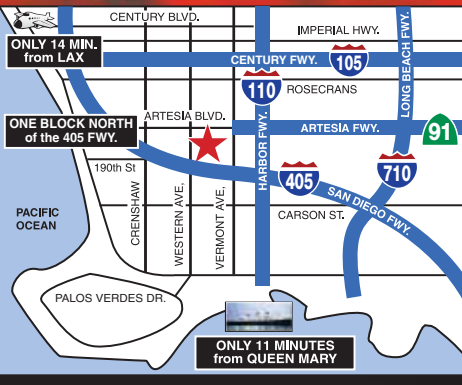 CENTURY BLVD.
IMPERIAL HWY.
ONLY 14 MIN.
from LAX
CENTURY FWY.
105
110
ROSECRANS
LONG BEACH FWY.
ARTESIA BLVD.
ONE BLOCK NORTH
of the 405 FWY.
ARTESIA FWY.
91
HARBOR FWY.
190th St
405
710
SAN DIEGO FWY.
CRENSHAW
WESTERN AVE,
VERMONT AVE,
CARSON ST.
PACIFIC
OCEAN
PALOS VERDES DR.
ONLY 11 MINUTES
from QUEEN MARY